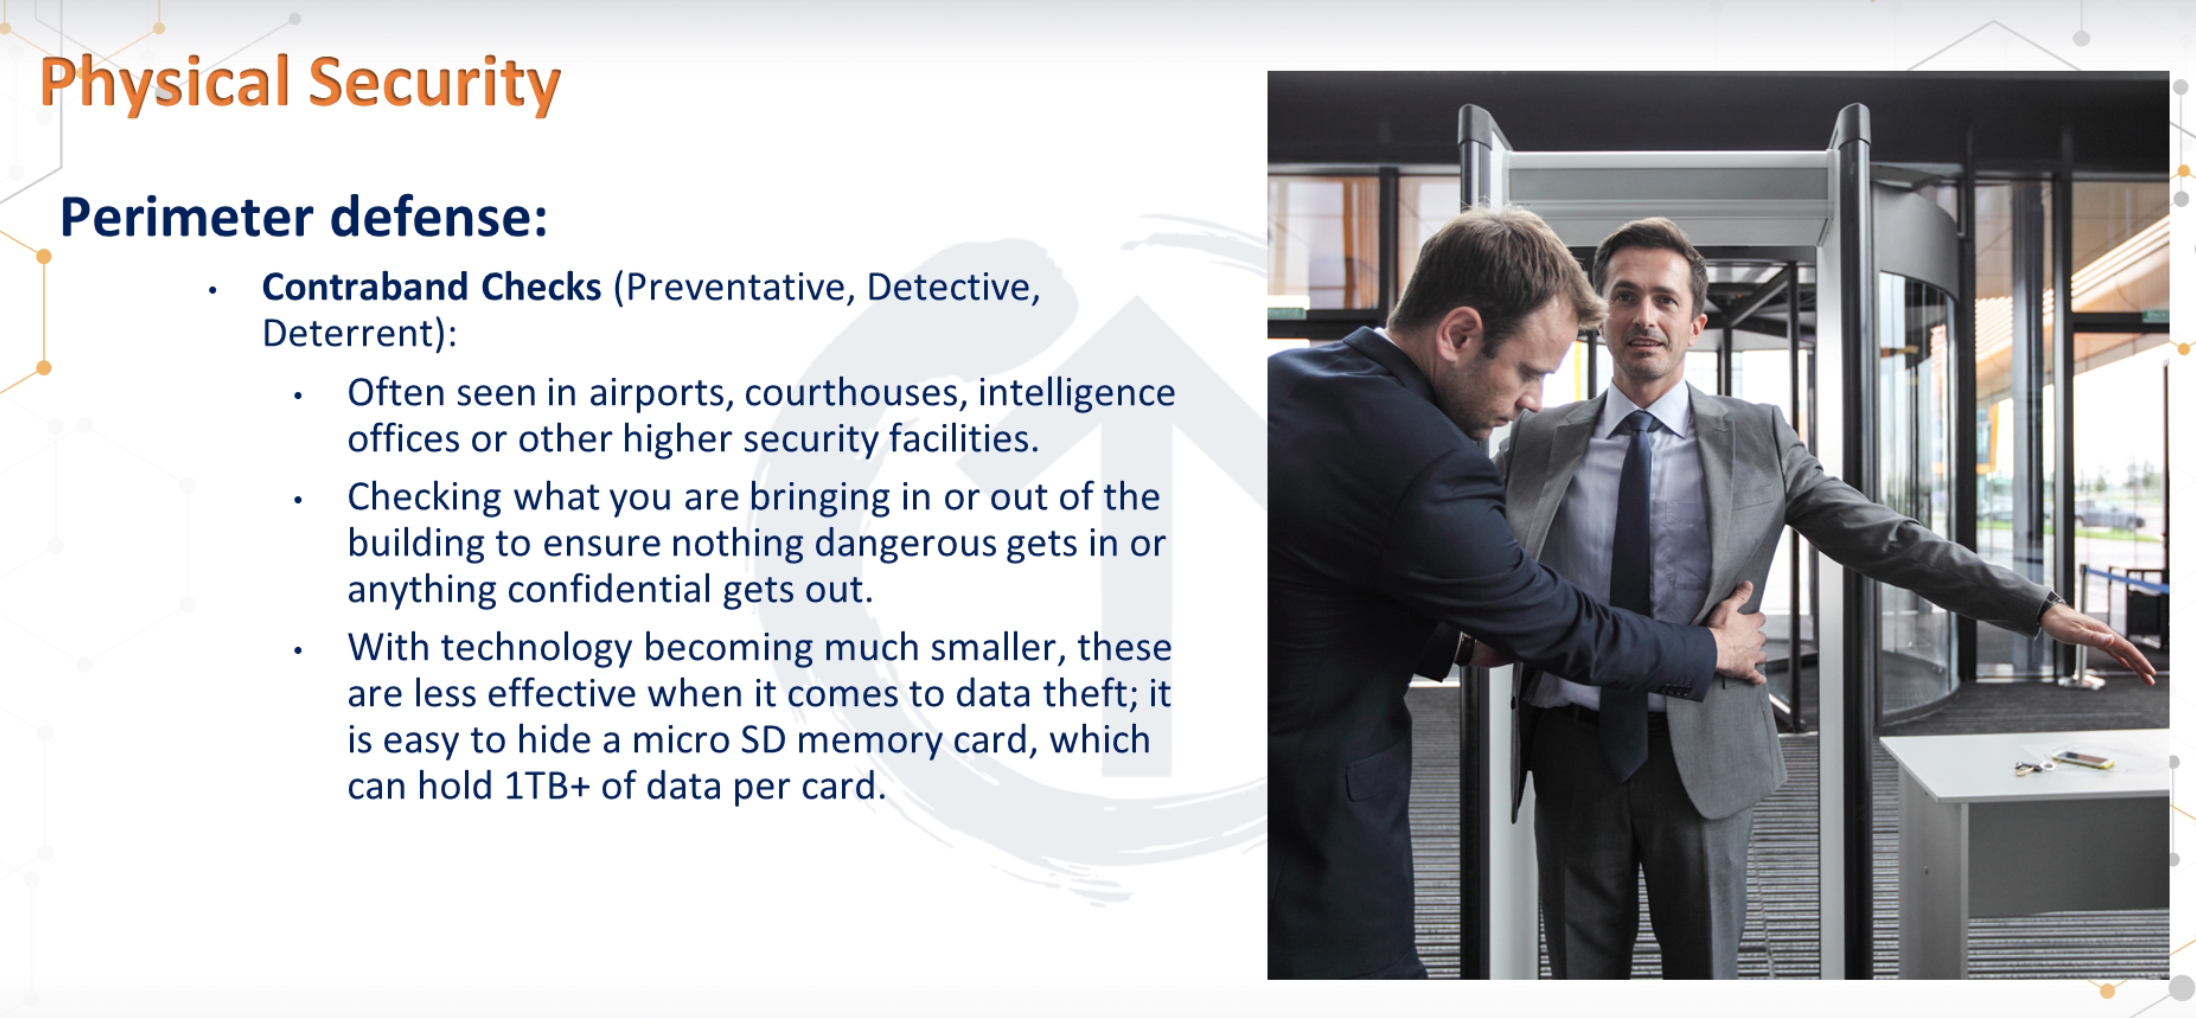 Physical Security
Perimeter defense:
• Contraband Checks (Preventative, Detective,
Deterrent):
• Often seen in airports, courthouses, intelligence
offices or other higher security facilities.
• Checking what you are bringing in or out of the
building to ensure nothing dangerous gets in or
anything confidential gets out.
• With technology becoming much smaller, these
are less effective when it comes to data theft; it
is easy to hide a micro SD memory card, which
can hold 1TB+ of data per card.